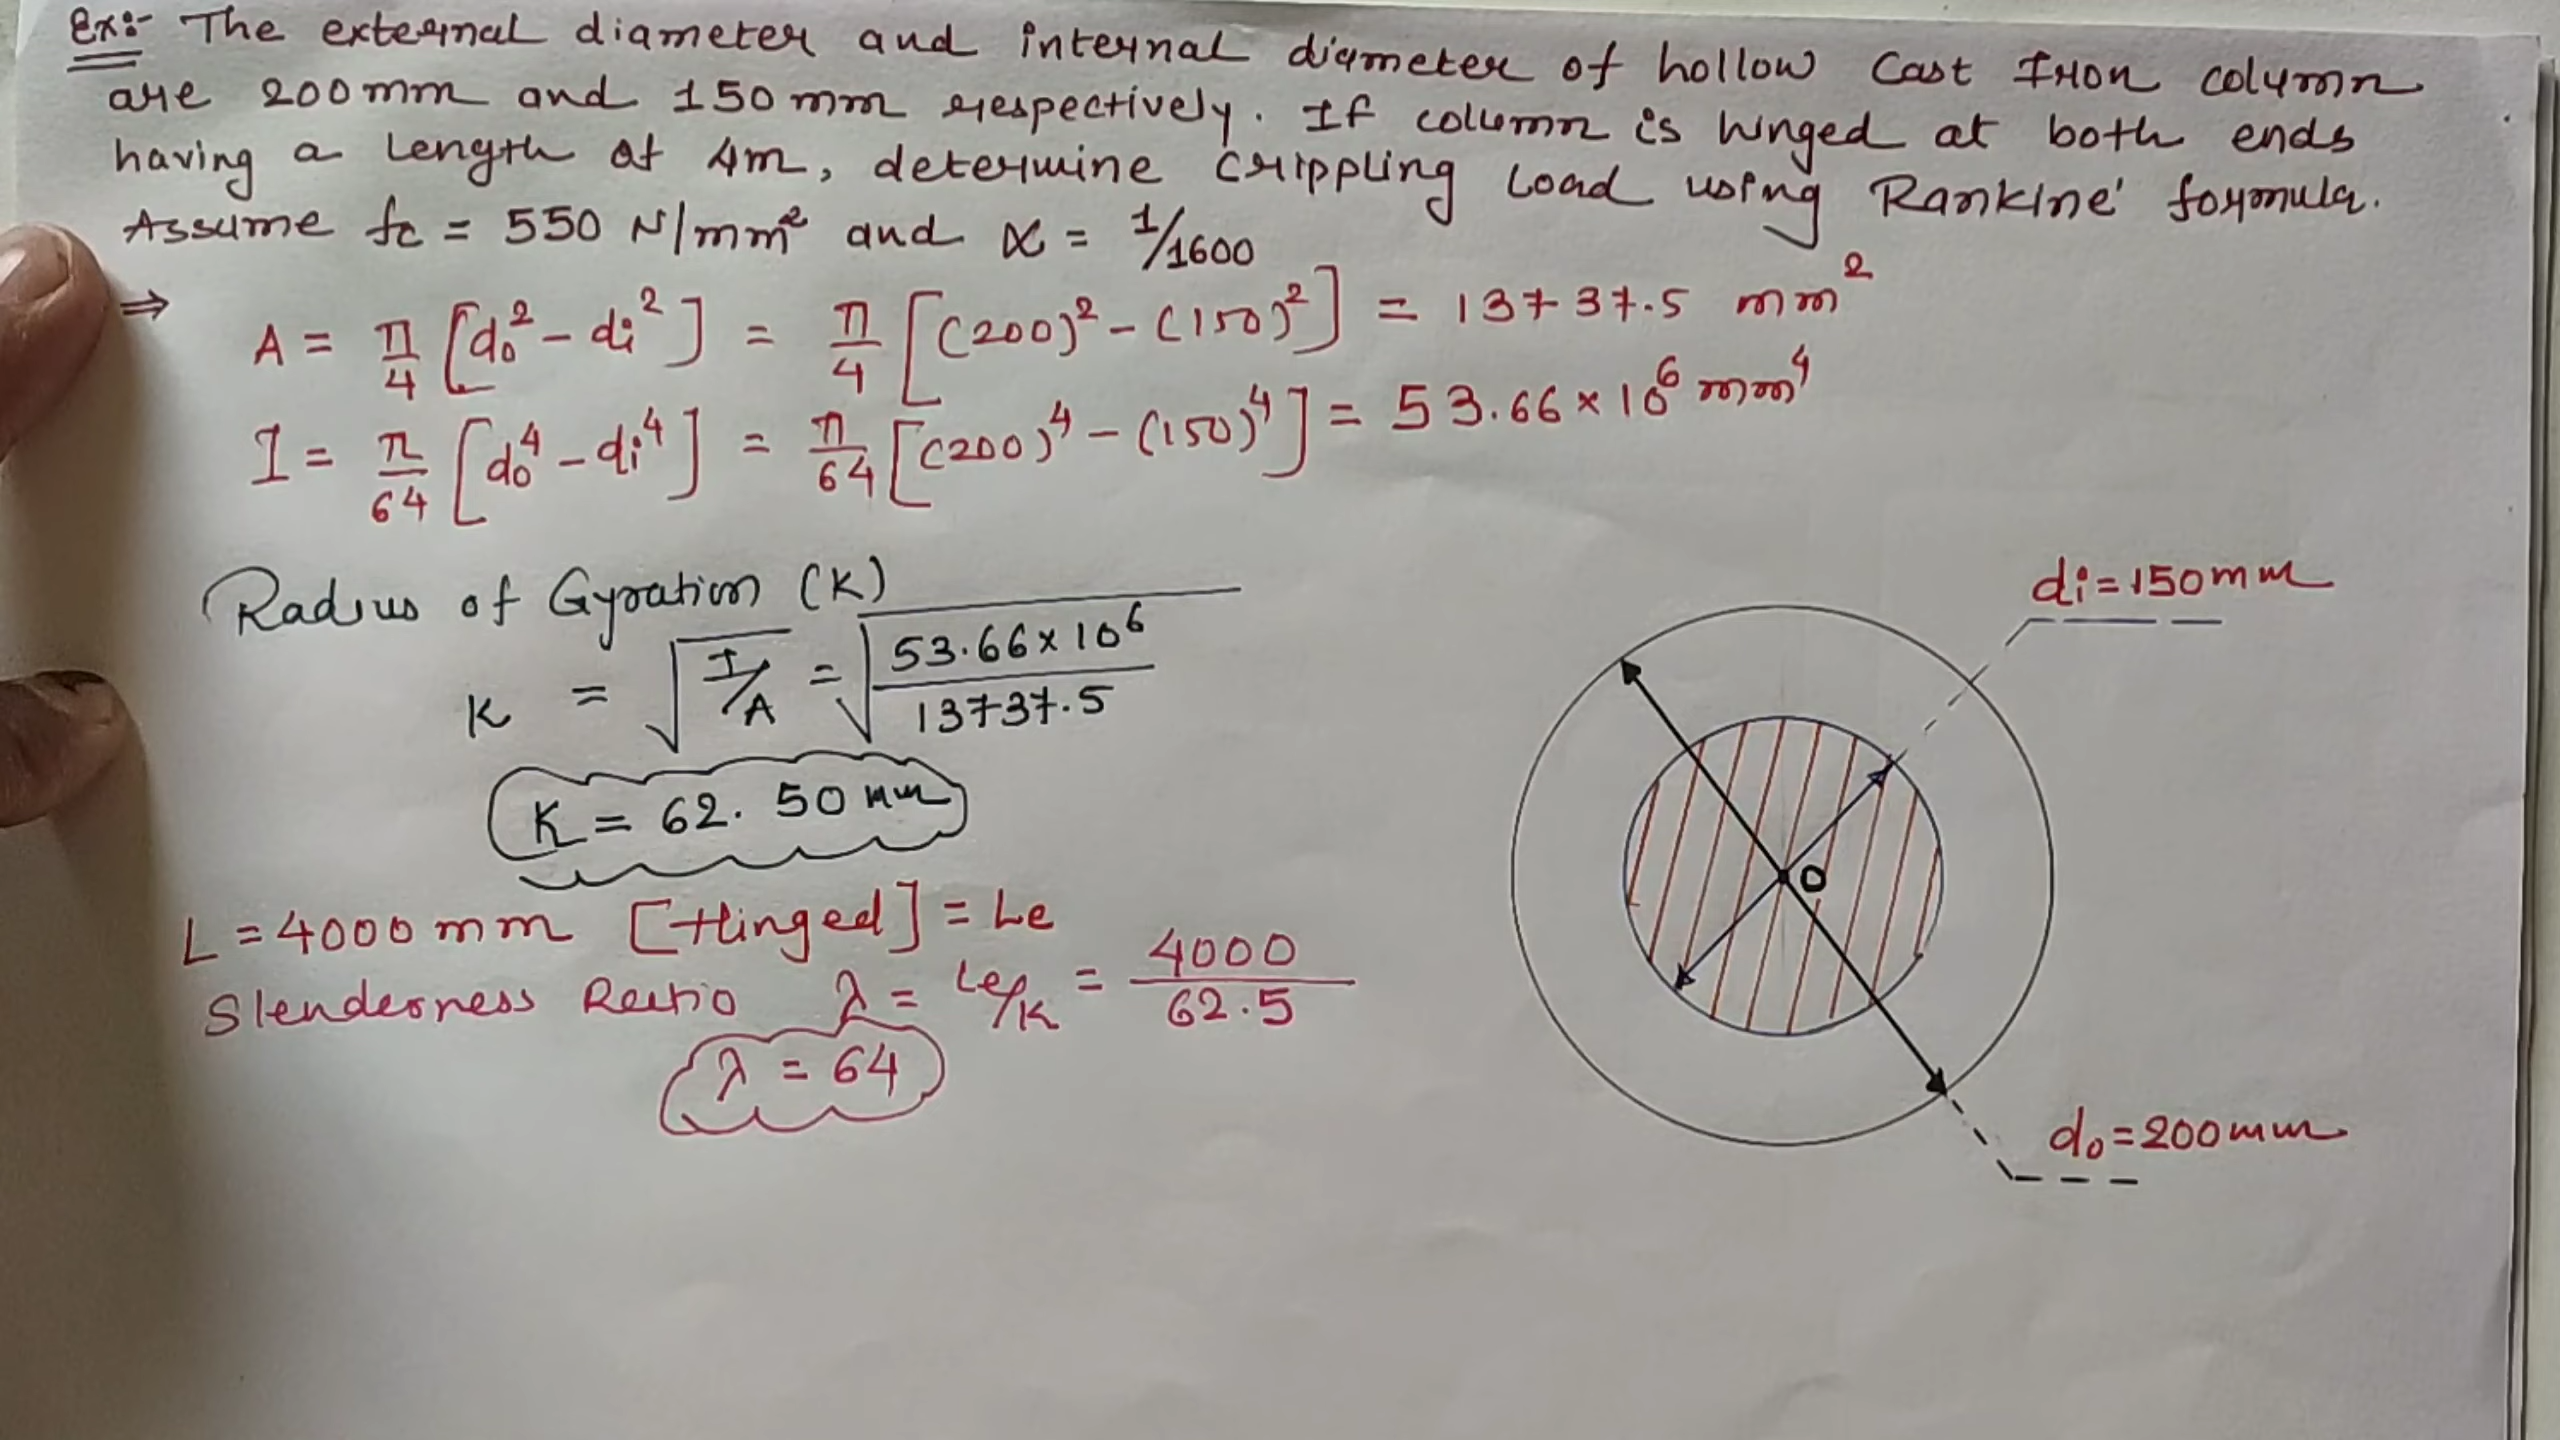 Ex:- The external diameter and internal diameter of hollow Cast Iron column
are 200mm and 150mm respectively. If column is hinged at both ends
having a length of 4m, determine Crippling Load using Rankine' formula.
Assume fc = 550 N/mm² and α = 1/1600
⇒ A = π/4 [do² - di²] = π/4 [(200)² - (150)²] = 13737.5 mm²
I = π/64 [do⁴ - di⁴] = π/64 [(200)⁴ - (150)⁴] = 53.66 × 10⁶ mm⁴
Radius of Gyration (K)
K = √(I/A) = √(53.66 × 10⁶ / 13737.5)
K = 62.50 mm
L = 4000 mm [Hinged] = Le
Slenderness Ratio λ = Le/K = 4000/62.5
λ = 64
di = 150mm
O
do = 200mm